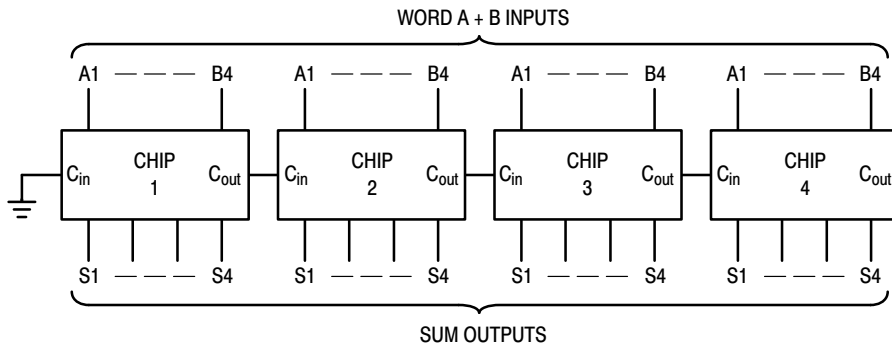 WORD A + B INPUTS
A1 — — — B4 A1 — — — B4 A1 — — — B4 A1 — — — B4
CHIP CHIP CHIP CHIP
Cin Cout Cin Cout Cin Cout Cin
1 2 3 4
S1 — — — S4 S1 — — — S4 S1 — — — S4 S1 — — — S4
SUM OUTPUTS